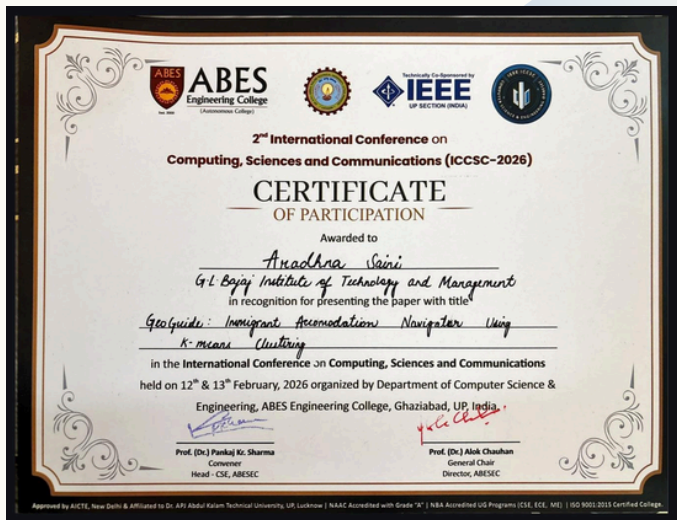 ABES
ABES
Engineering College
(Autonomous College)
Technically Co-Sponsored by
IEEE
UP SECTION (INDIA)
2nd International Conference on
Computing, Sciences and Communications (ICCSC-2026)
CERTIFICATE
OF PARTICIPATION
Awarded to
Aradhna Saini
G.L. Bajaj Institute of Technology and Management
in recognition for presenting the paper with title
GeoGuide: Immigrant Accomodation Navigator Using
K-means Clustering
in the International Conference on Computing, Sciences and Communications
held on 12th & 13th February, 2026 organized by Department of Computer Science &
Engineering, ABES Engineering College, Ghaziabad, UP, India.
Prof. (Dr.) Pankaj Kr. Sharma
Convener
Head - CSE, ABESEC
Prof. (Dr.) Alok Chauhan
General Chair
Director, ABESEC
Approved by AICTE, New Delhi & Affiliated to Dr. APJ Abdul Kalam Technical University, UP, Lucknow | NAAC Accredited with Grade "A" | NBA Accredited UG Programs (CSE, ECE, ME) | ISO 9001:2015 Certified College.